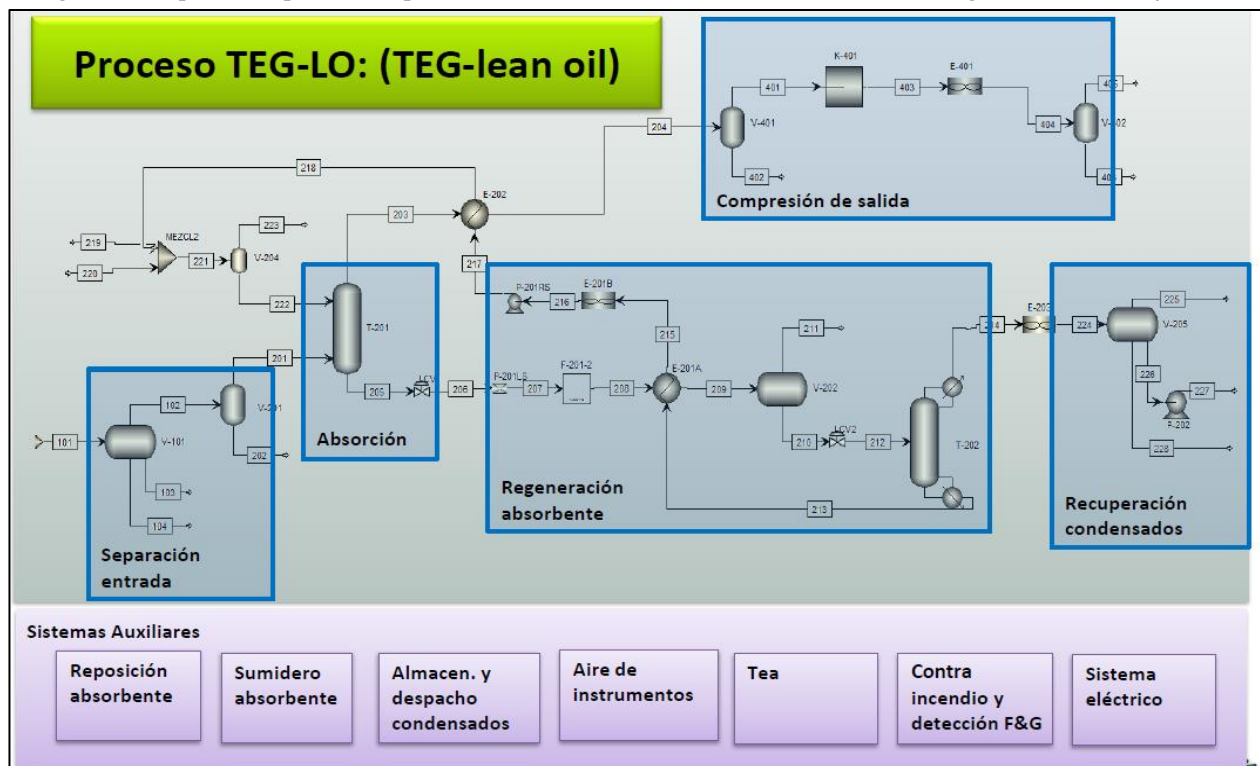 Proceso TEG-LO: (TEG-lean oil)
K-401
E-401
401
403
405
V-401
404
V-402
204
402
Compresión de salida
218
E-202
203
MEZCL2
223
219
221
V-204
220
222
217
T-201
201
205
206
Absorción
P-201RS
216
E-201B
215
211
P-201LS
F-201-2
E-201A
207
208
209
V-202
210
LCV2
212
T-202
213
Regeneración
absorbente
E-203
224
225
V-205
226
227
P-202
228
Recuperación
condensados
102
V-201
101
V-101
202
103
104
Separación
entrada
Sistemas Auxiliares
Reposición
absorbente
Sumidero
absorbente
Almacen. y
despacho
condensados
Aire de
instrumentos
Tea
Contra
incendio y
detección F&G
Sistema
eléctrico